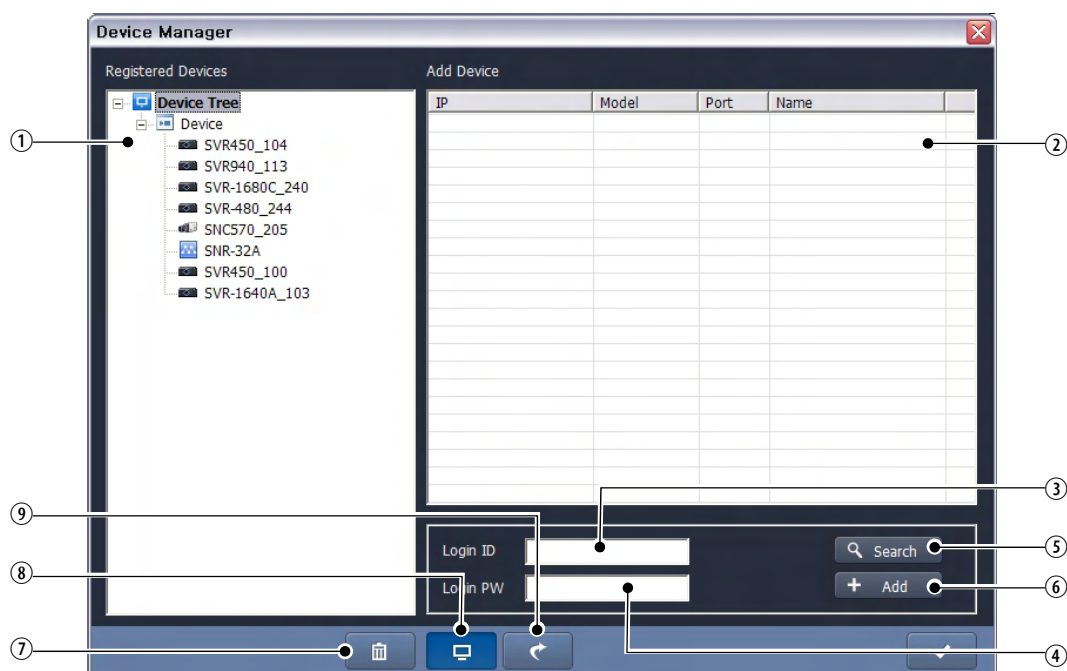 Device Manager
Registered Devices
Add Device
Device Tree
Device
SVR450_104
SVR940_113
SVR-1680C_240
SVR-480_244
SNC570_205
SNR-32A
SVR450_100
SVR-1640A_103
IP Model Port Name
Login ID
Login PW
Search
Add
①
②
③
④
⑤
⑥
⑦
⑧
⑨